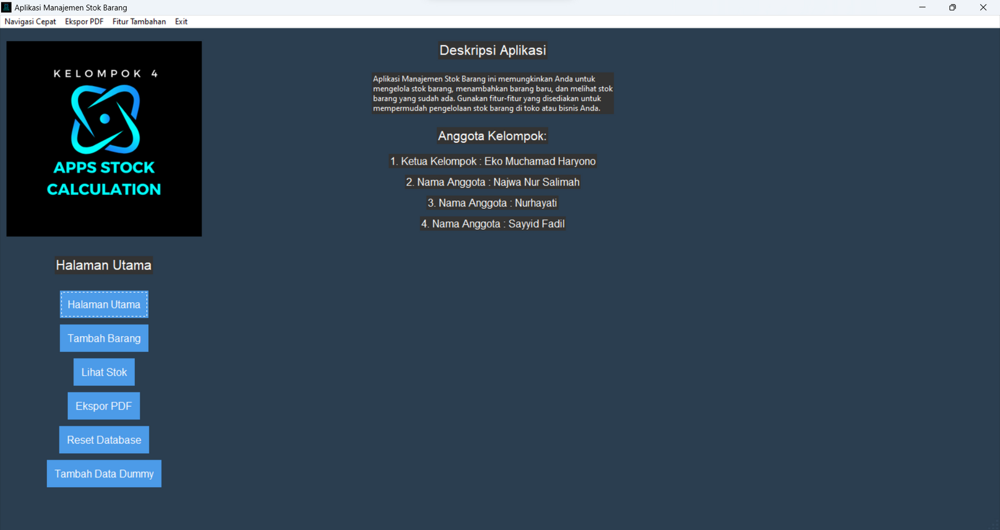 Aplikasi Manajemen Stok Barang
Navigasi Cepat Ekspor PDF Fitur Tambahan Exit
KELOMPOK 4
APPS STOCK
CALCULATION
Halaman Utama
Halaman Utama
Tambah Barang
Lihat Stok
Ekspor PDF
Reset Database
Tambah Data Dummy
Deskripsi Aplikasi
Aplikasi Manajemen Stok Barang ini memungkinkan Anda untuk
mengelola stok barang, menambahkan barang baru, dan melihat stok
barang yang sudah ada. Gunakan fitur-fitur yang disediakan untuk
mempermudah pengelolaan stok barang di toko atau bisnis Anda.
Anggota Kelompok:
1. Ketua Kelompok : Eko Muchamad Haryono
2. Nama Anggota : Najwa Nur Salimah
3. Nama Anggota : Nurhayati
4. Nama Anggota : Sayyid Fadil